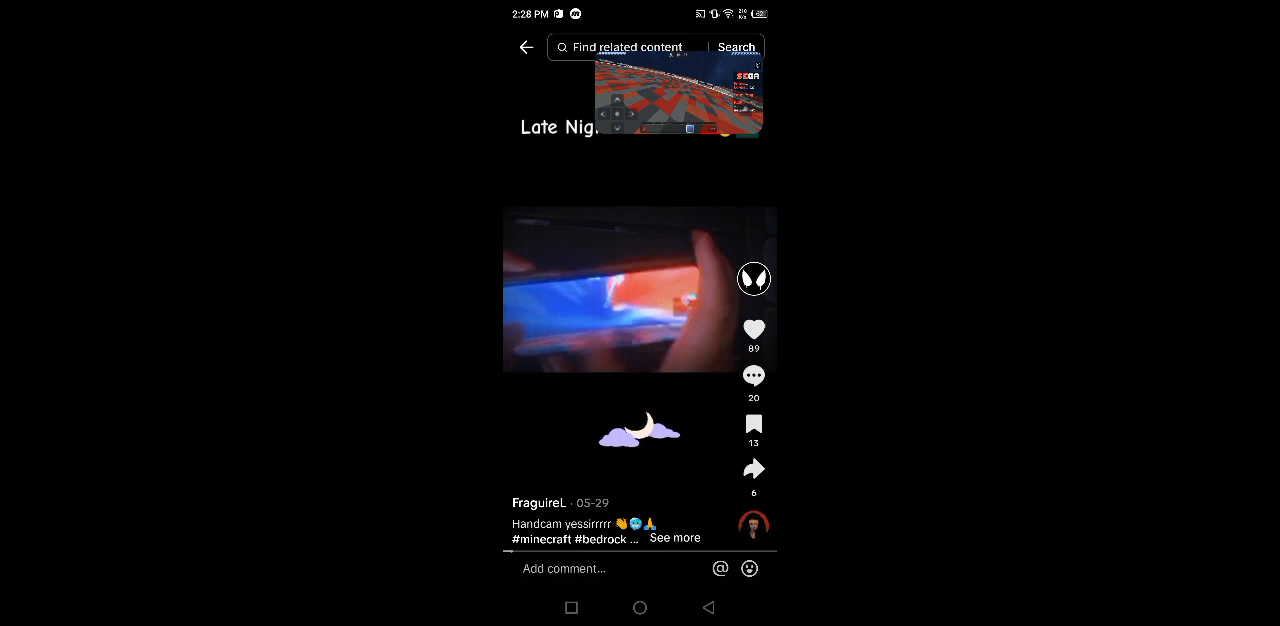 2:28 PM
Find related content
Search
SEGA
Late Nig
89
20
13
6
FraguireL · 05-29
Handcam yessirrrrr 👋🥶🙏
#minecraft #bedrock ... See more
Add comment...